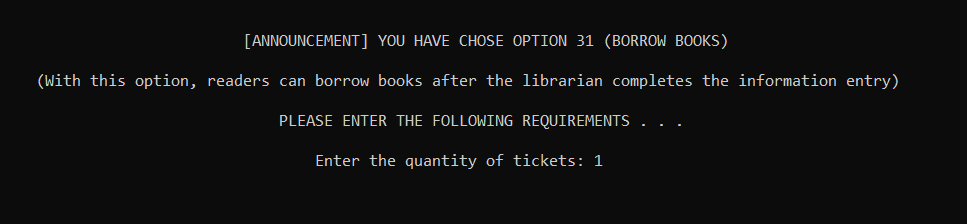 [ANNOUNCEMENT] YOU HAVE CHOSE OPTION 31 (BORROW BOOKS)
(With this option, readers can borrow books after the librarian completes the information entry)
PLEASE ENTER THE FOLLOWING REQUIREMENTS . . .
Enter the quantity of tickets: 1